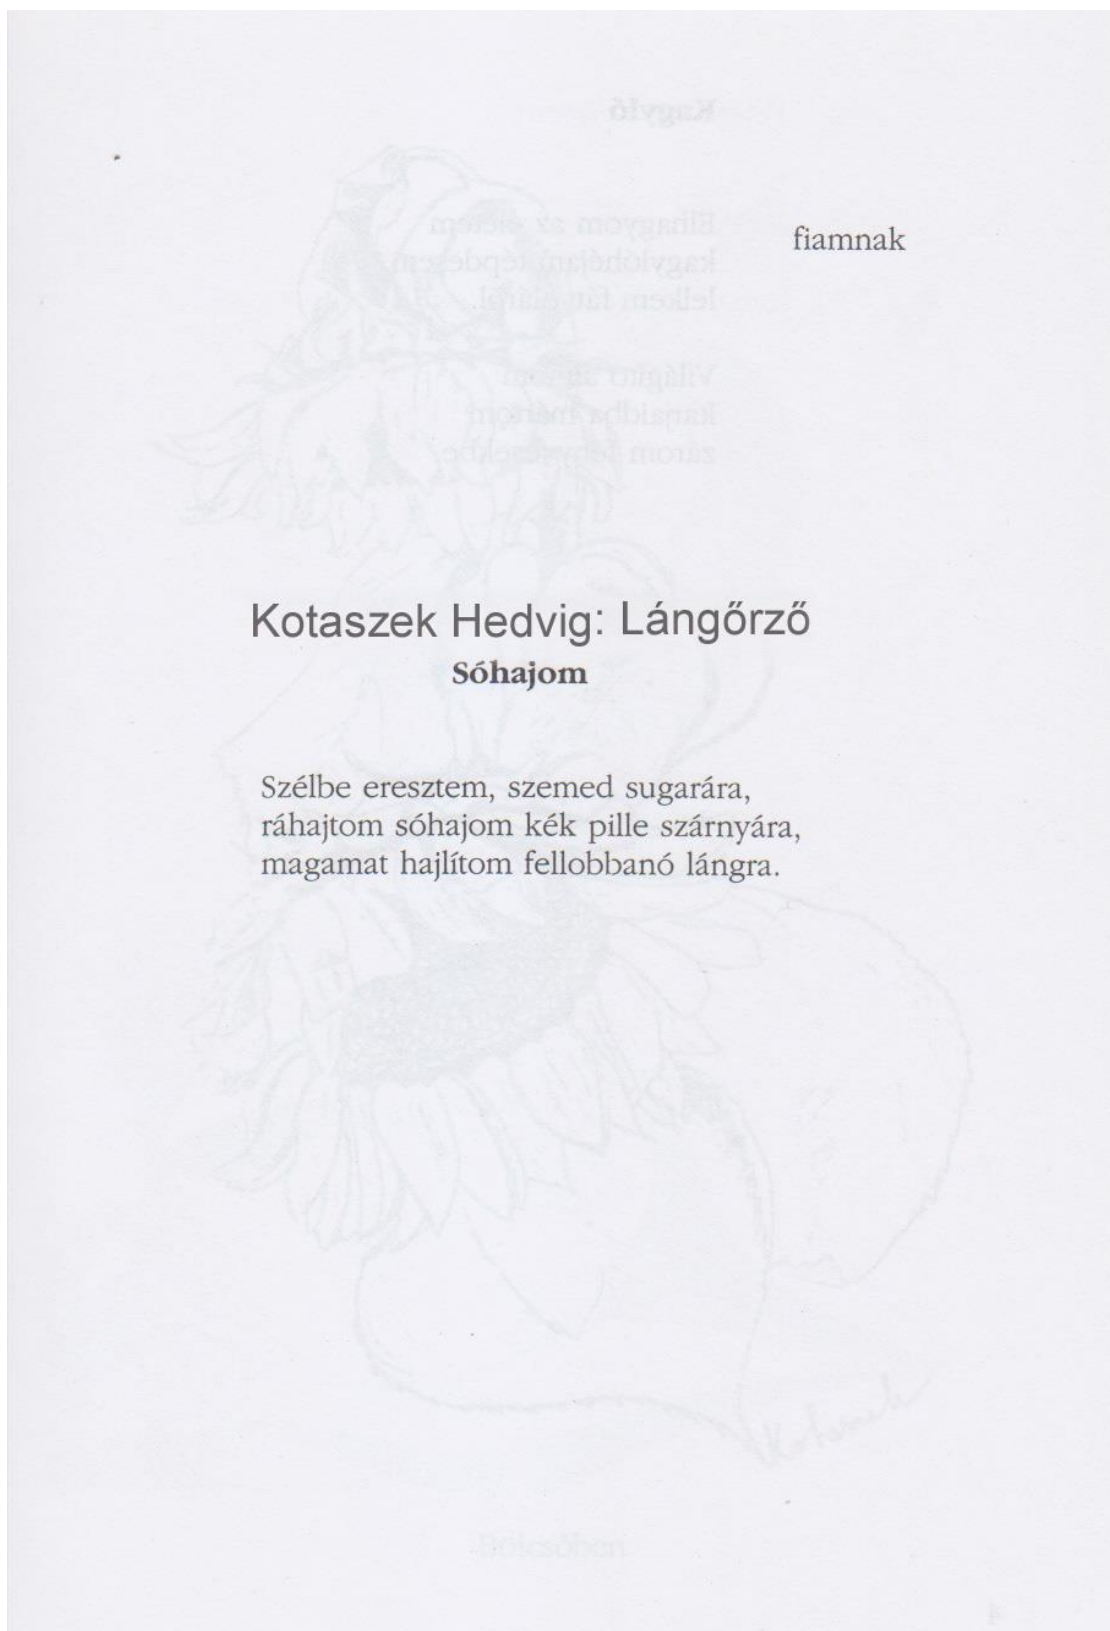 fiamnak
Kotaszek Hedvig: Lángőrző
Sóhajom
Szélbe eresztem, szemed sugarára,
ráhajtom sóhajom kék pille szárnyára,
magamat hajlítom fellobbanó lángra.